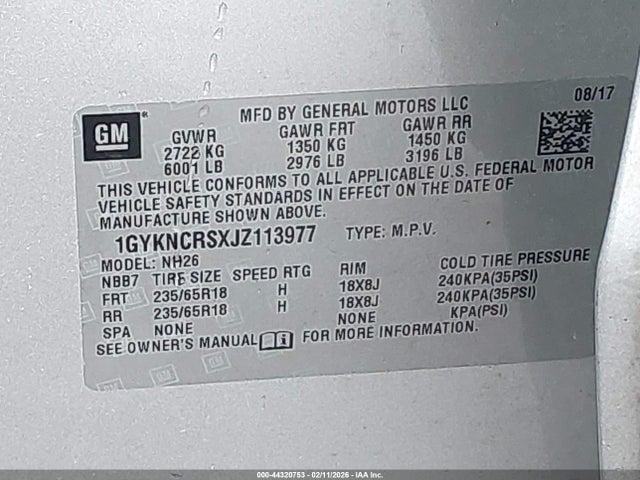 GM
MFD BY GENERAL MOTORS LLC 08/17
GVWR GAWR FRT GAWR RR
2722 KG 1350 KG 1450 KG
6001 LB 2976 LB 3196 LB
THIS VEHICLE CONFORMS TO ALL APPLICABLE U.S. FEDERAL MOTOR
VEHICLE SAFETY STANDARDS IN EFFECT ON THE DATE OF
MANUFACTURE SHOWN ABOVE.
1GYKNCRSXJZ113977 TYPE: M.P.V.
MODEL: NH26
NBB7 TIRE SIZE SPEED RTG RIM COLD TIRE PRESSURE
FRT 235/65R18 H 18X8J 240KPA(35PSI)
RR 235/65R18 H 18X8J 240KPA(35PSI)
SPA NONE NONE KPA(PSI)
SEE OWNER'S MANUAL FOR MORE INFORMATION.
000-44320753 - 02/11/2026 - IAA Inc.